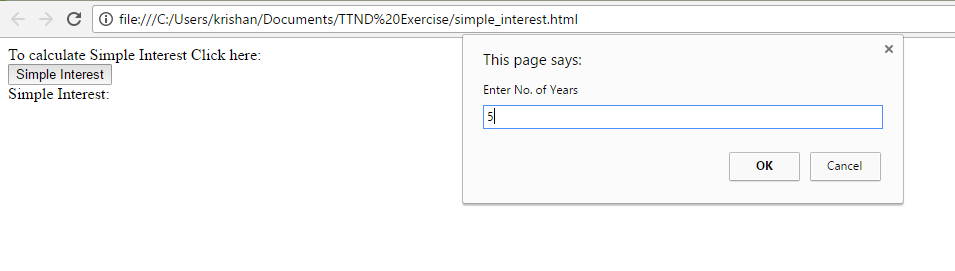 file:///C:/Users/krishan/Documents/TTND%20Exercise/simple_interest.html
To calculate Simple Interest Click here:
Simple Interest
Simple Interest:
This page says:
Enter No. of Years
5
OK Cancel